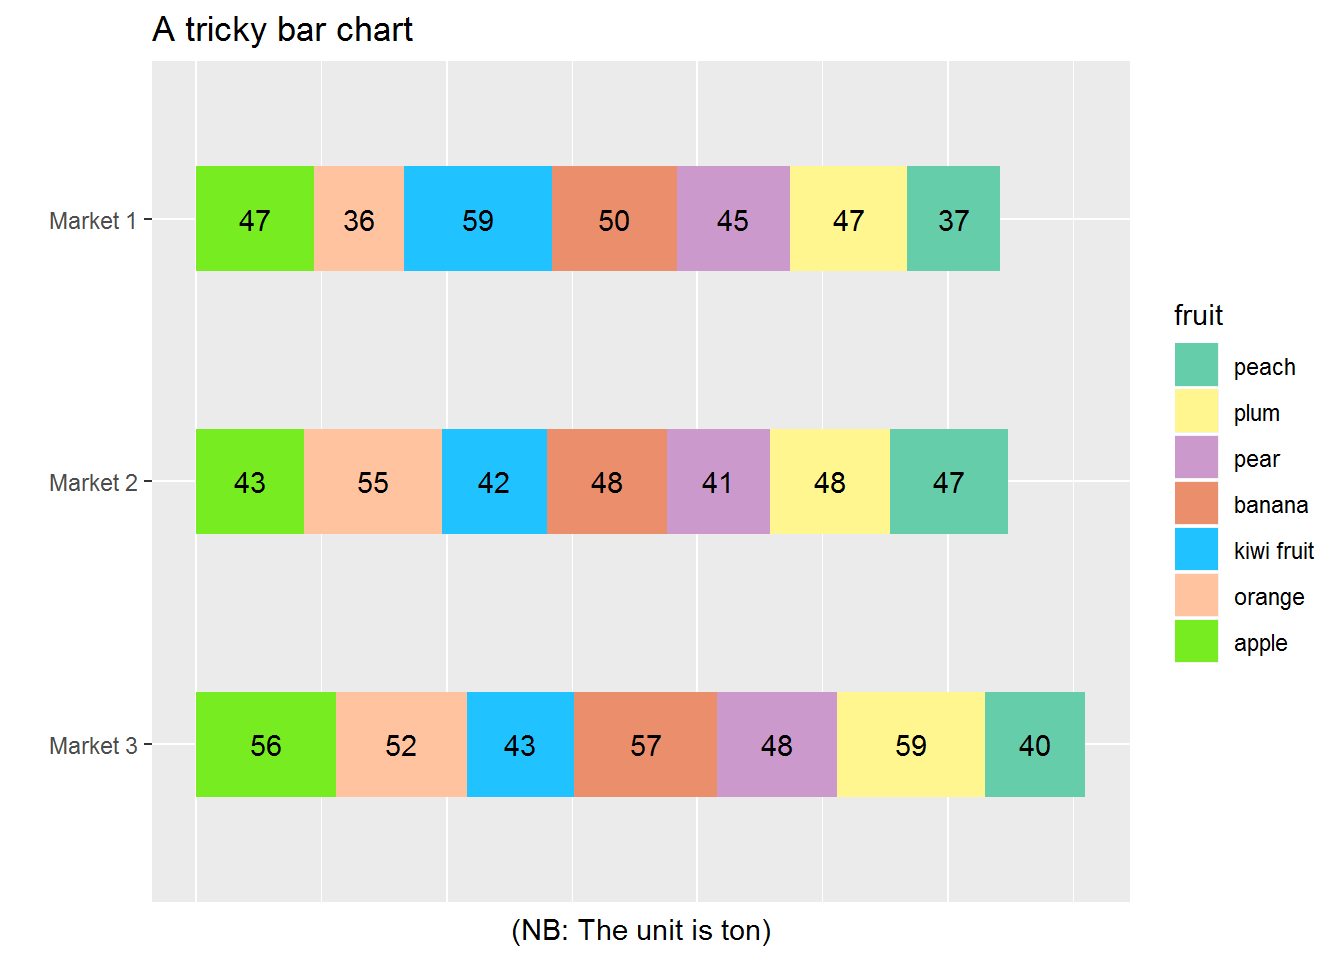 A tricky bar chart
Market 1
47 36 59 50 45 47 37
Market 2
43 55 42 48 41 48 47
Market 3
56 52 43 57 48 59 40
(NB: The unit is ton)
fruit
peach
plum
pear
banana
kiwi fruit
orange
apple